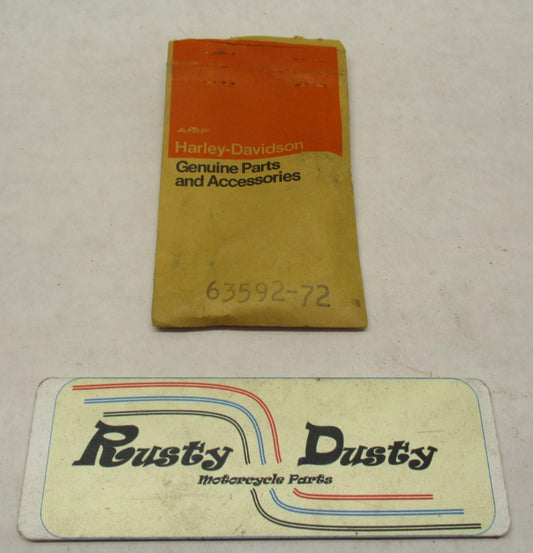 AMF
Harley-Davidson
Genuine Parts
and Accessories
63592-72
Rusty Dusty
Motorcycle Parts